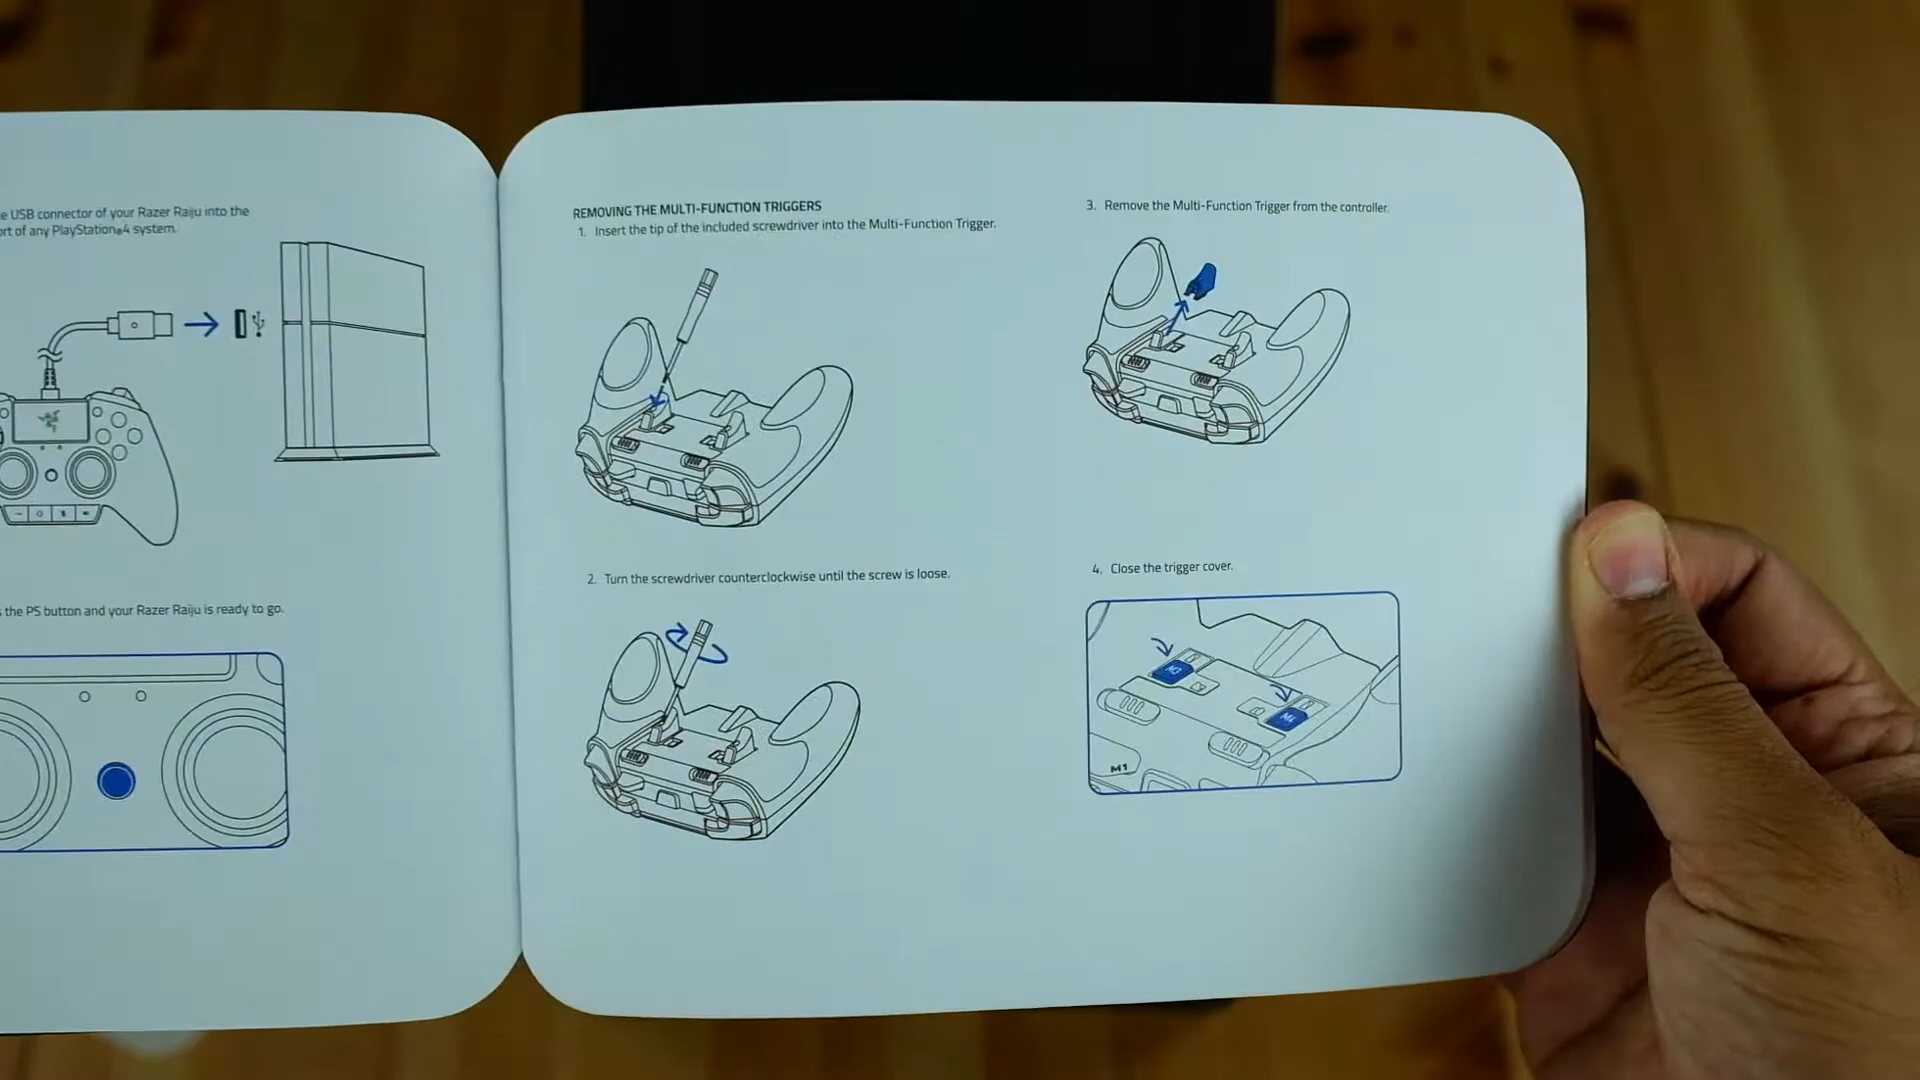 e USB connector of your Razer Raiju into the
ort of any PlayStation®4 system.
the PS button and your Razer Raiju is ready to go.
REMOVING THE MULTI-FUNCTION TRIGGERS
1. Insert the tip of the included screwdriver into the Multi-Function Trigger.
2. Turn the screwdriver counterclockwise until the screw is loose.
3. Remove the Multi-Function Trigger from the controller.
4. Close the trigger cover.
M3
M4
M1